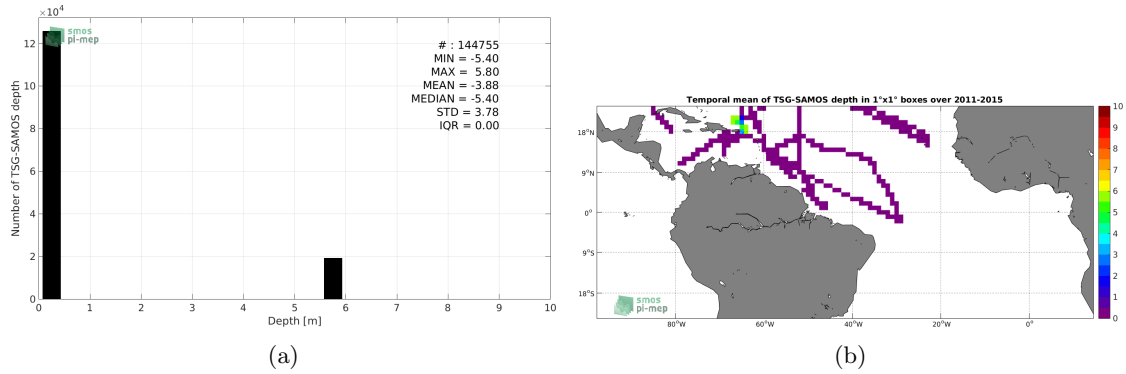 ×10⁴
smos
pi-mep
# : 144755
MIN = -5.40
MAX = 5.80
MEAN = -3.88
MEDIAN = -5.40
STD = 3.78
IQR = 0.00
12
10
8
6
4
2
0
Number of TSG-SAMOS depth
0 1 2 3 4 5 6 7 8 9 10
Depth [m]
(a)
Temporal mean of TSG-SAMOS depth in 1°x1° boxes over 2011-2015
18°N
9°N
0°
9°S
18°S
80°W 60°W 40°W 20°W 0°
smos
pi-mep
10
9
8
7
6
5
4
3
2
1
0
(b)